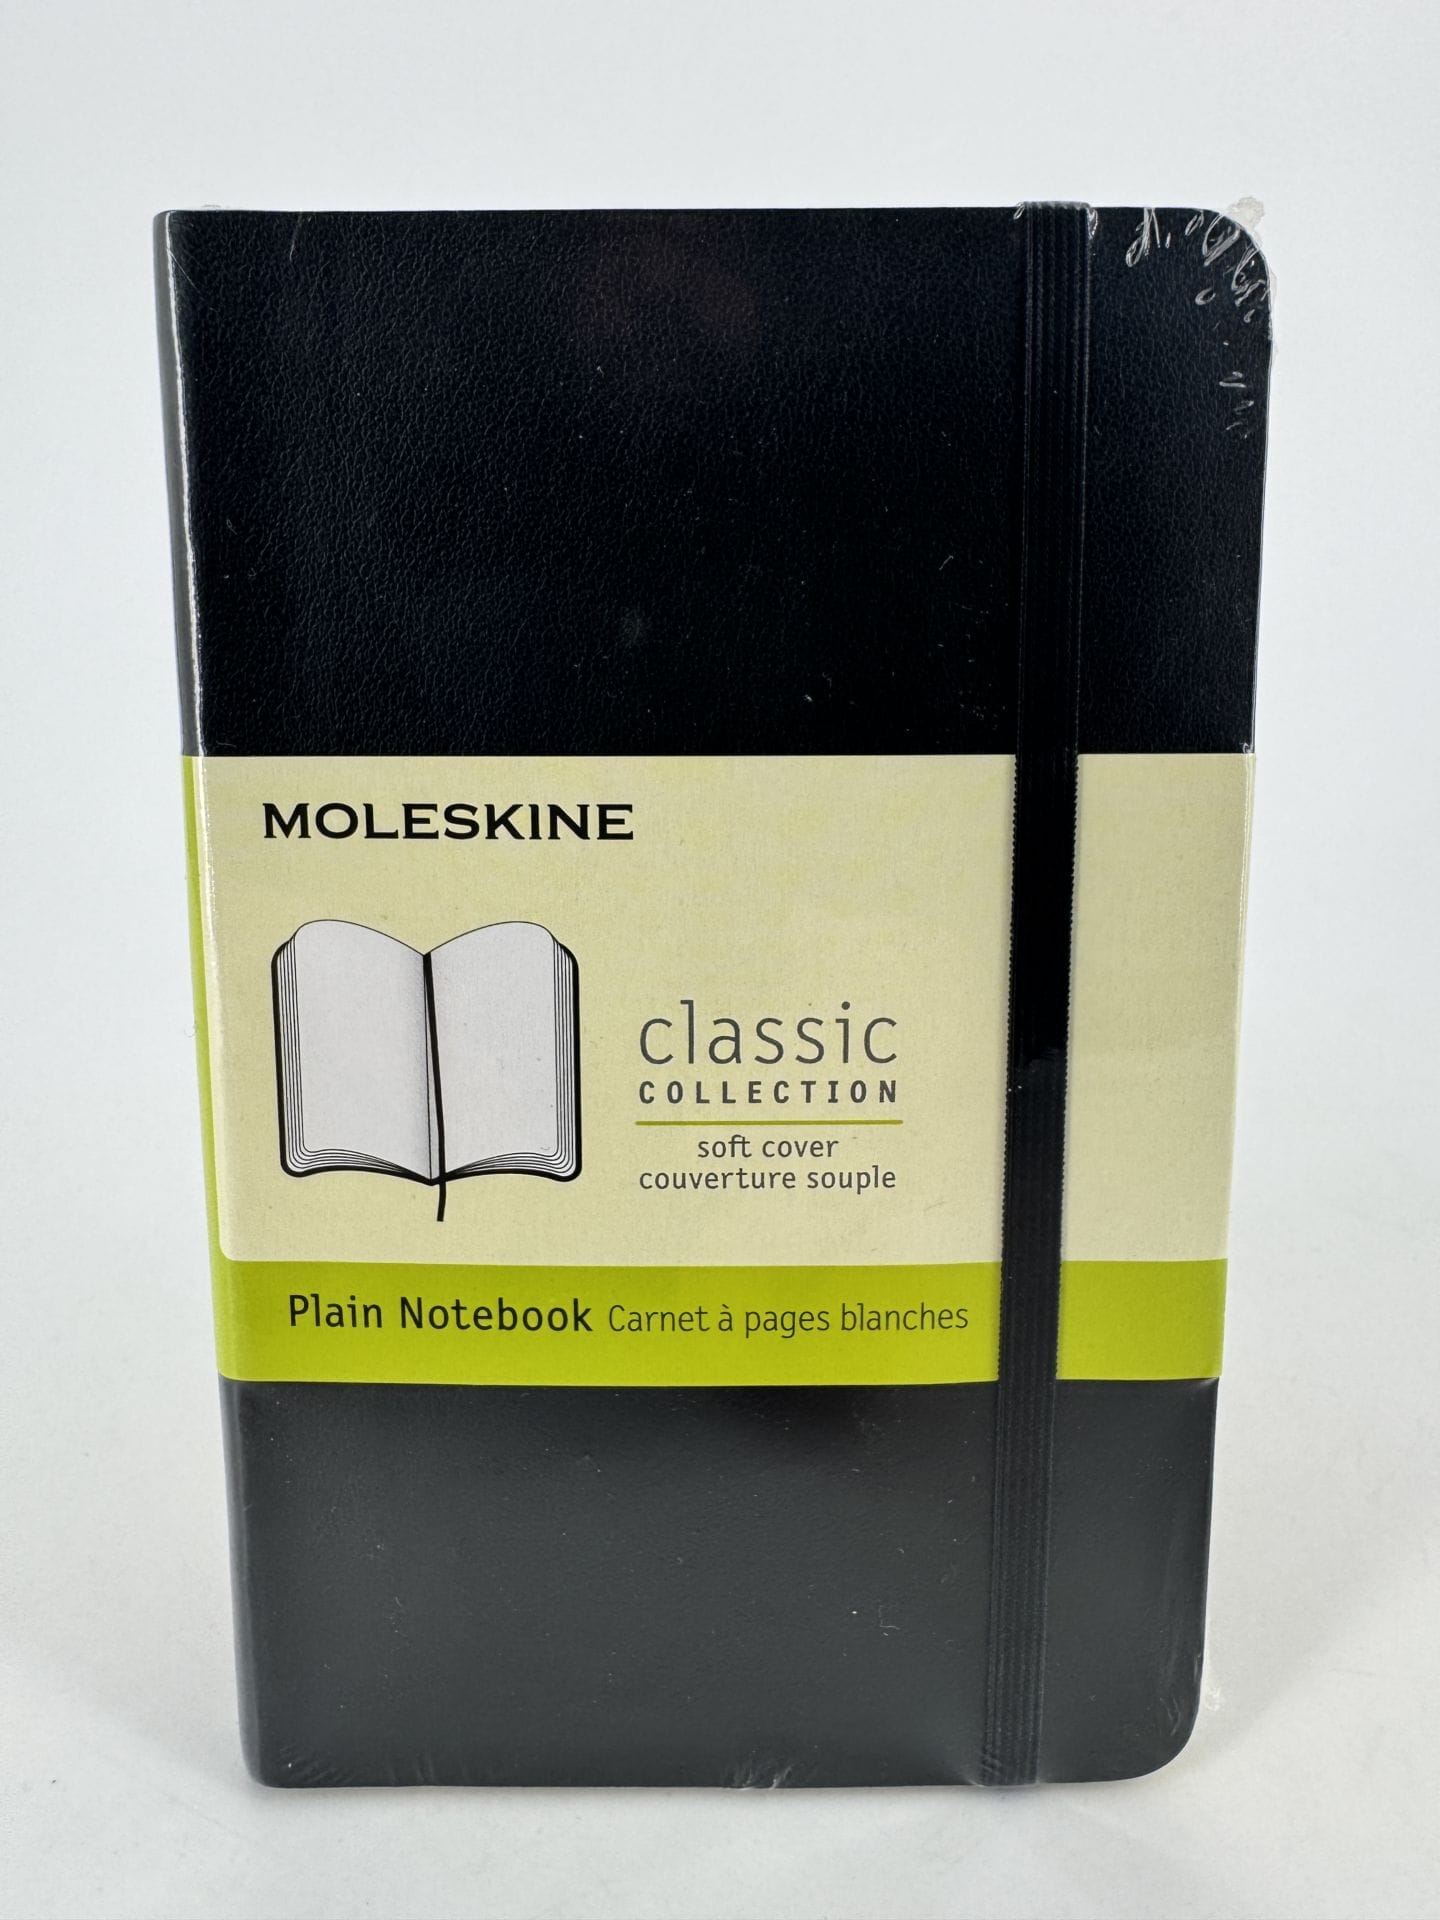 MOLESKINE
classic
COLLECTION
soft cover
couverture souple
Plain Notebook Carnet à pages blanches